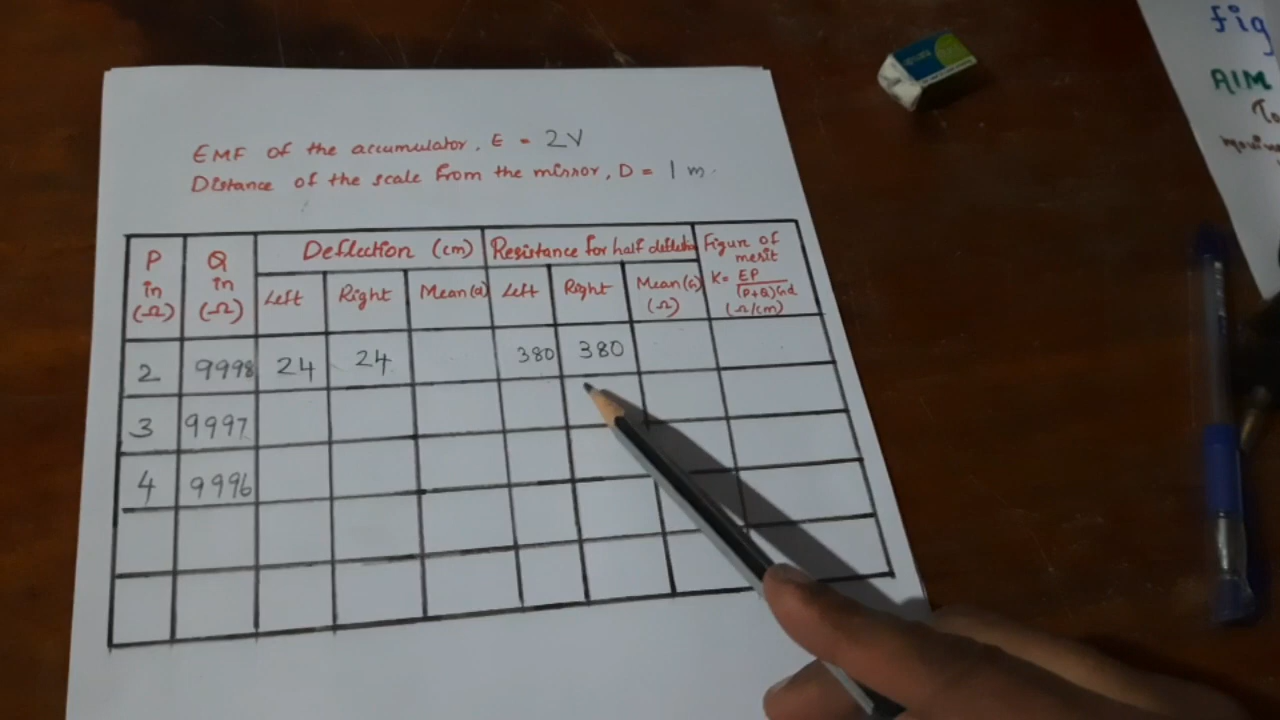 EMF of the accumulator, E = 2V
Distance of the scale from the mirror, D = 1 m.
P in (Ω)
Q in (Ω)
Deflection (cm)
Left
Right
Mean(d)
Resistance for half deflection
Left
Right
Mean(G) (Ω)
Figure of merit
K = EP/(P+Q)Gd
(Ω/cm)
2 9998 24 24 380 380
3 9997
4 9996
Fig
AIM
To
moving